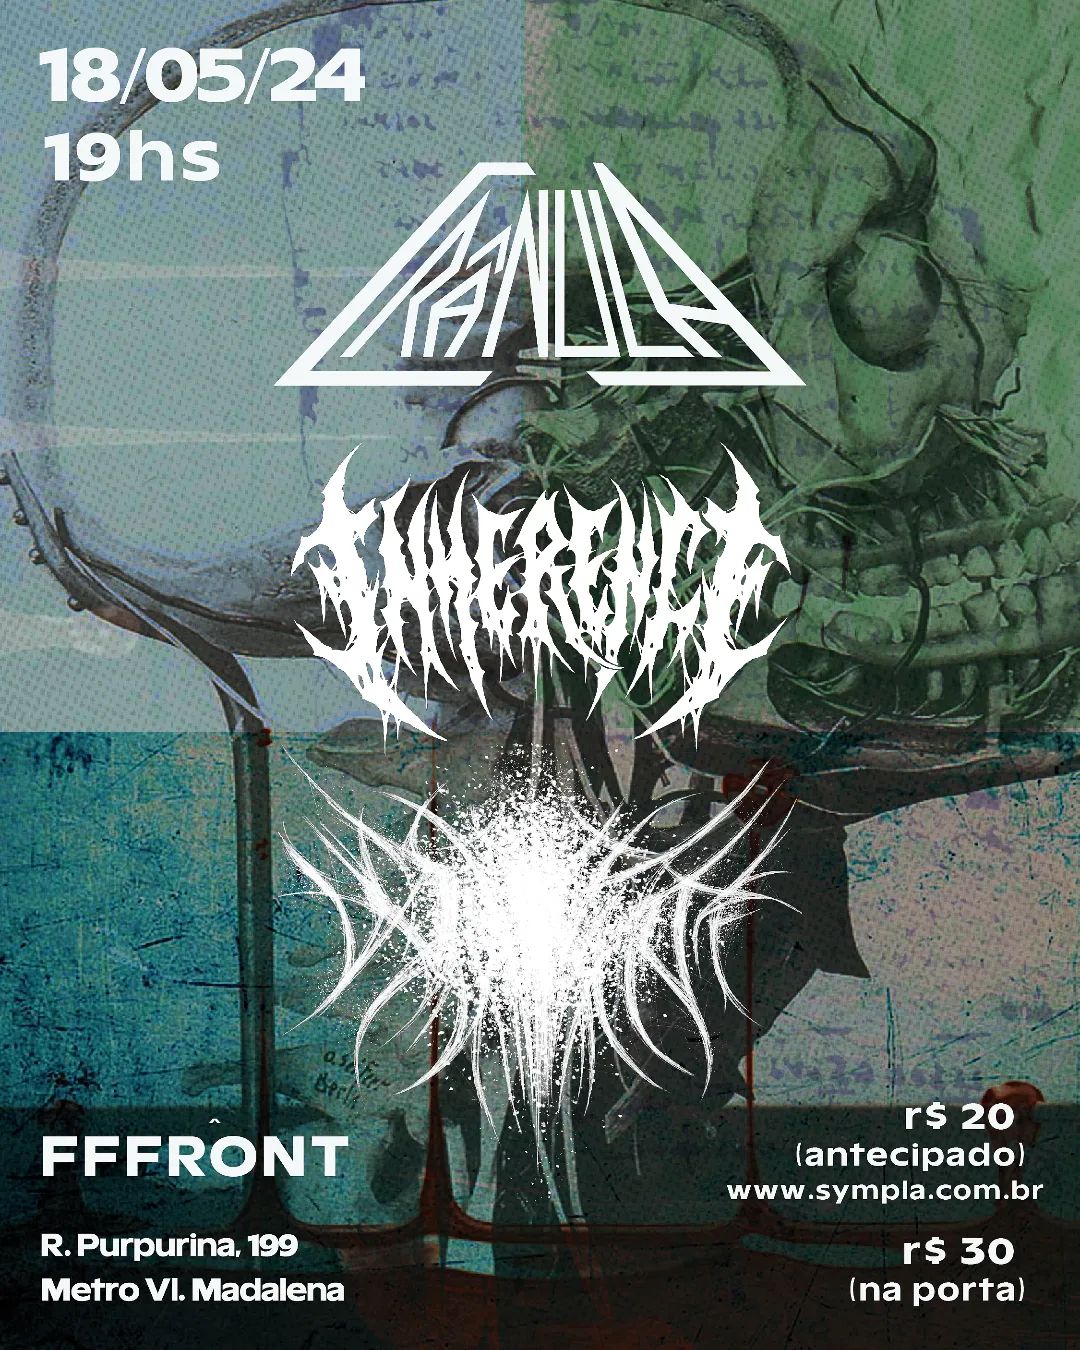 18/05/24
19hs
CRÂNULA
INHERENCE
FFFRÔNT
R. Purpurina, 199
Metro Vl. Madalena
r$ 20
(antecipado)
www.sympla.com.br
r$ 30
(na porta)